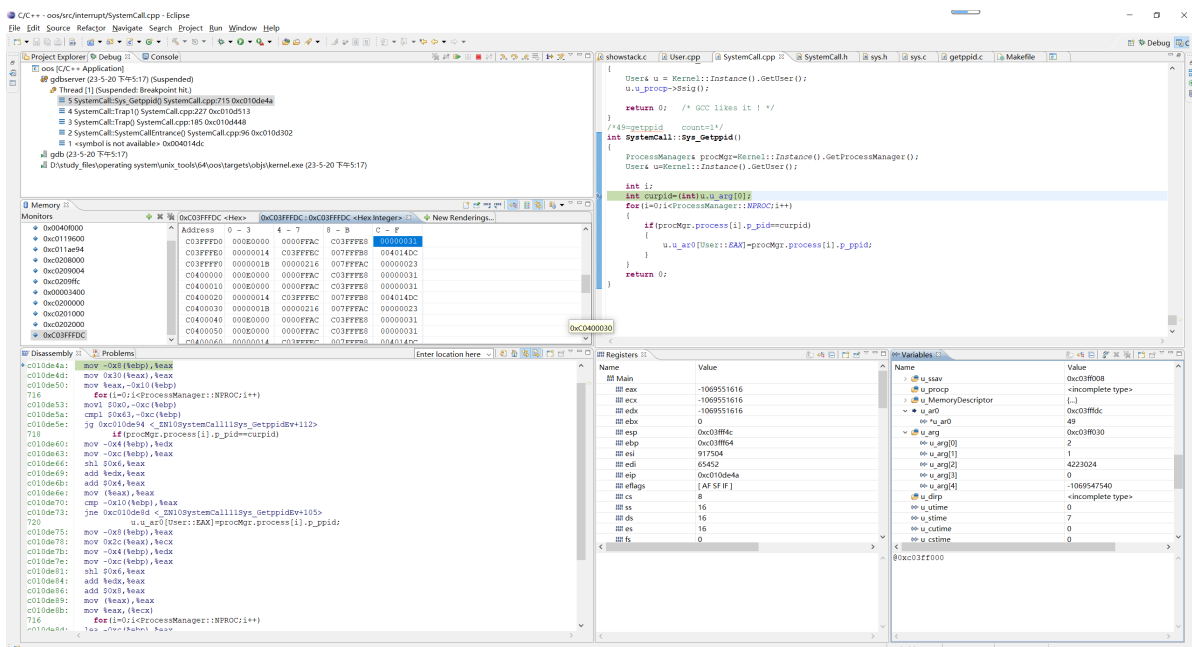 C/C++ - oos/src/interrupt/SystemCall.cpp - Eclipse
File Edit Source Refactor Navigate Search Project Run Window Help
Debug
Project Explorer Debug Console
oos [C/C++ Application]
gdbserver (23-5-20 下午5:17) (Suspended)
Thread [1] (Suspended: Breakpoint hit.)
5 SystemCall::Sys_Getppid() SystemCall.cpp:715 0xc010de4a
4 SystemCall::Trap1() SystemCall.cpp:227 0xc010d513
3 SystemCall::Trap() SystemCall.cpp:185 0xc010d448
2 SystemCall::SystemCallEntrance() SystemCall.cpp:96 0xc010d302
1 <symbol is not available> 0x004014dc
gdb (23-5-20 下午5:17)
D:\study_files\operating system\unix_tools\64\oos\targets\objs\kernel.exe (23-5-20 下午5:17)
showstack.c User.cpp SystemCall.cpp SystemCall.h sys.h sys.c getppid.c Makefile
{
User& u = Kernel::Instance().GetUser();
u.u_procp->Ssig();
return 0; /* GCC likes it ! */
}
/*49=getppid count=1*/
int SystemCall::Sys_Getppid()
{
ProcessManager& procMgr=Kernel::Instance().GetProcessManager();
User& u=Kernel::Instance().GetUser();
int i;
int curpid=(int)u.u_arg[0];
for(i=0;i<ProcessManager::NPROC;i++)
{
if(procMgr.process[i].p_pid==curpid)
{
u.u_ar0[User::EAX]=procMgr.process[i].p_ppid;
}
}
return 0;
}
Memory
Monitors
0x0040f000
0xc0119600
0xc011ae94
0xc0208000
0xc0209004
0xc0209ffc
0x00003400
0xc0200000
0xc0201000
0xc0202000
0xC03FFFDC
0xC03FFFDC <Hex> 0xC03FFFDC : 0xC03FFFDC <Hex Integer> New Renderings...
Address 0 - 3 4 - 7 8 - B C - F
C03FFFD0 000E0000 0000FFAC C03FFFE8 00000031
C03FFFE0 00000014 C03FFFEC 007FFFB8 004014DC
C03FFFF0 0000001B 00000216 007FFFAC 00000023
C0400000 000E0000 0000FFAC C03FFFE8 00000031
C0400010 000E0000 0000FFAC C03FFFE8 00000031
C0400020 00000014 C03FFFEC 007FFFB8 004014DC
C0400030 0000001B 00000216 007FFFAC 00000023
C0400040 000E0000 0000FFAC C03FFFE8 00000031
C0400050 000E0000 0000FFAC C03FFFE8 00000031
C0400060 00000014 C03FFFEC 007FFFB8 004014DC
0xC0400030
Disassembly Problems
Enter location here
c010de4a: mov -0x8(%ebp),%eax
c010de4d: mov 0x30(%eax),%eax
c010de50: mov %eax,-0x10(%ebp)
716 for(i=0;i<ProcessManager::NPROC;i++)
c010de53: movl $0x0,-0xc(%ebp)
c010de5a: cmpl $0x63,-0xc(%ebp)
c010de5e: jg 0xc010de94 <_ZN10SystemCall11Sys_GetppidEv+112>
718 if(procMgr.process[i].p_pid==curpid)
c010de60: mov -0x4(%ebp),%edx
c010de63: mov -0xc(%ebp),%eax
c010de66: shl $0x6,%eax
c010de69: add %edx,%eax
c010de6b: add $0x4,%eax
c010de6e: mov (%eax),%eax
c010de70: cmp -0x10(%ebp),%eax
c010de73: jne 0xc010de8d <_ZN10SystemCall11Sys_GetppidEv+105>
720 u.u_ar0[User::EAX]=procMgr.process[i].p_ppid;
c010de75: mov -0x8(%ebp),%eax
c010de78: mov 0x2c(%eax),%ecx
c010de7b: mov -0x4(%ebp),%edx
c010de7e: mov -0xc(%ebp),%eax
c010de81: shl $0x6,%eax
c010de84: add %edx,%eax
c010de86: add $0x8,%eax
c010de89: mov (%eax),%eax
c010de8b: mov %eax,(%ecx)
716 for(i=0;i<ProcessManager::NPROC;i++)
c010de8d: lea -0xc(%ebp),%eax
Registers
Name Value
Main
eax -1069551616
ecx -1069551616
edx -1069551616
ebx 0
esp 0xc03fff4c
ebp 0xc03fff64
esi 917504
edi 65452
eip 0xc010de4a
eflags [ AF SF IF ]
cs 8
ss 16
ds 16
es 16
fs 0
Variables
Name Value
u_ssav 0xc03ff008
u_procp <incomplete type>
u_MemoryDescriptor {...}
u_ar0 0xc03fffdc
*u_ar0 49
u_arg 0xc03ff030
u_arg[0] 2
u_arg[1] 1
u_arg[2] 4223024
u_arg[3] 0
u_arg[4] -1069547540
u_dirp <incomplete type>
u_utime 0
u_stime 7
u_cutime 0
u_cstime 0
@0xc03ff000